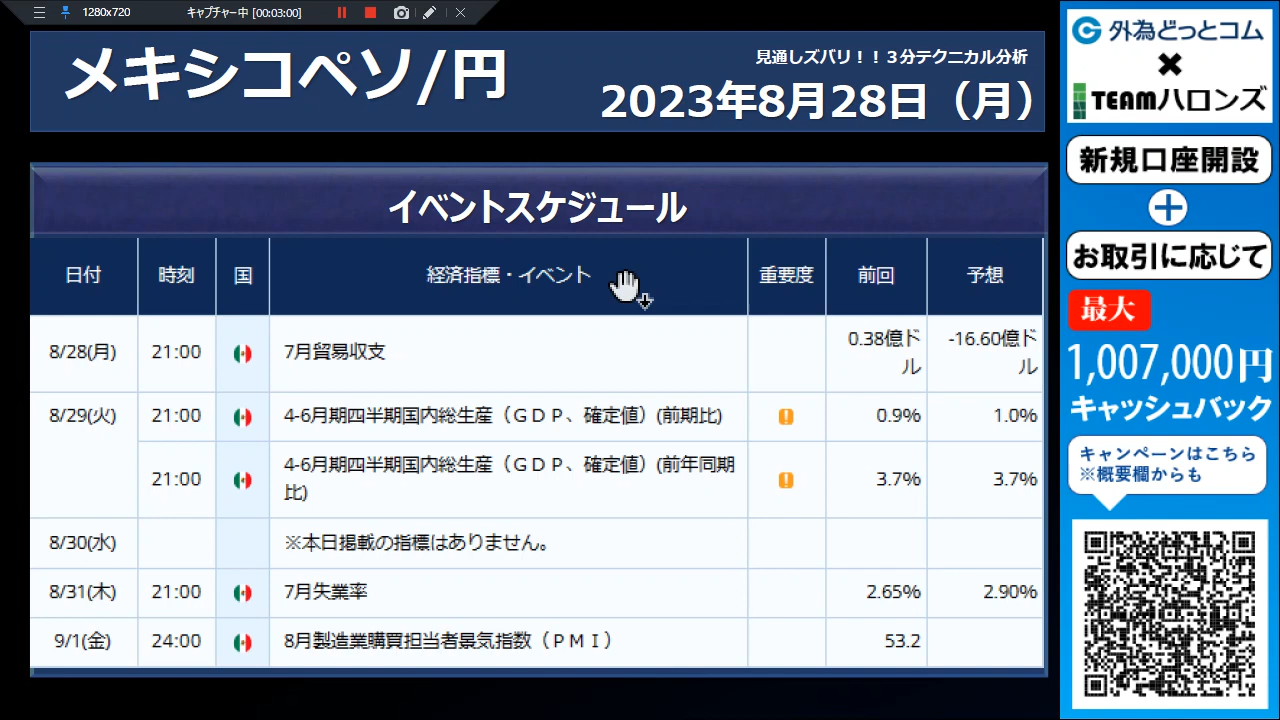 1280x720
キャプチャー中 [00:03:00]
メキシコペソ/円
見通しズバリ！！３分テクニカル分析
2023年8月28日（月）
イベントスケジュール
日付 時刻 国 経済指標・イベント 重要度 前回 予想
8/28(月) 21:00 7月貿易収支 0.38億ドル -16.60億ドル
8/29(火) 21:00 4-6月期四半期国内総生産（ＧＤＰ、確定値）(前期比) 0.9% 1.0%
21:00 4-6月期四半期国内総生産（ＧＤＰ、確定値）(前年同期比) 3.7% 3.7%
8/30(水) ※本日掲載の指標はありません。
8/31(木) 21:00 7月失業率 2.65% 2.90%
9/1(金) 24:00 8月製造業購買担当者景気指数（ＰＭＩ） 53.2
外為どっとコム
×
TEAMハロンズ
新規口座開設
+
お取引に応じて
最大
1,007,000円
キャッシュバック
キャンペーンはこちら
※概要欄からも